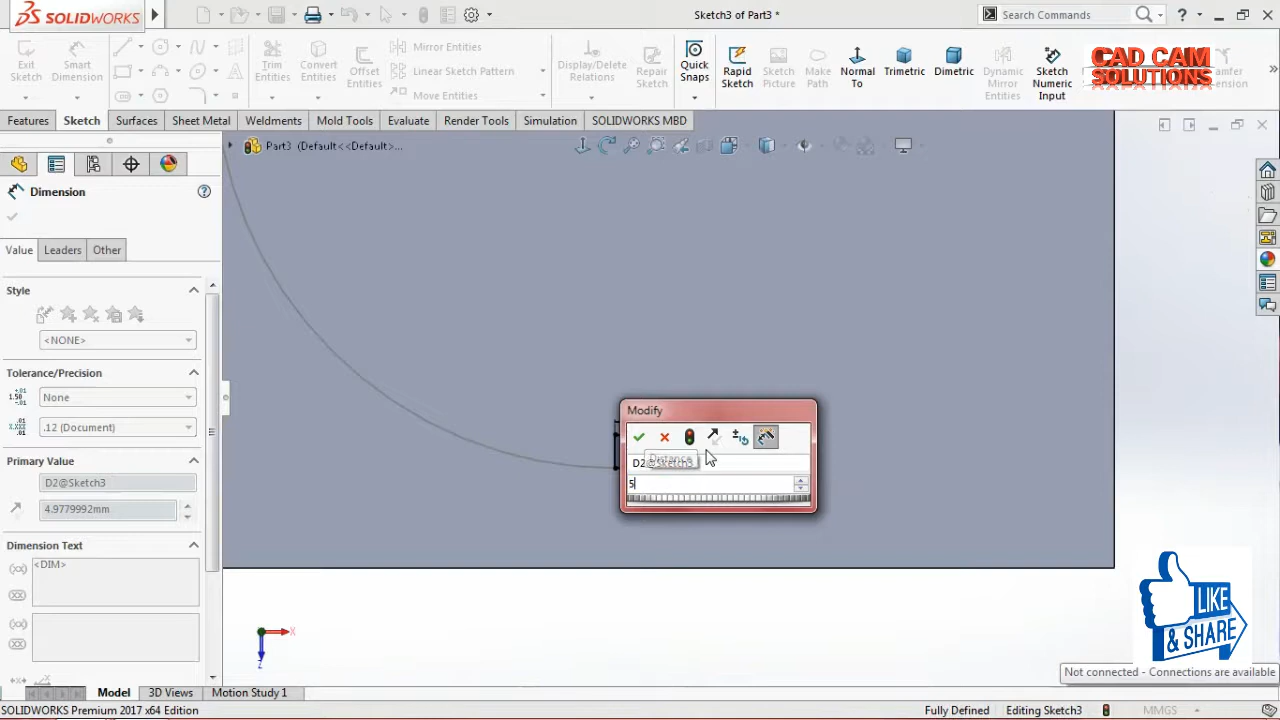 SOLIDWORKS
Sketch3 of Part3 *
Search Commands
?
Exit Sketch
Smart Dimension
Trim Entities
Convert Entities
Offset Entities
Mirror Entities
Linear Sketch Pattern
Move Entities
Display/Delete Relations
Repair Sketch
Quick Snaps
Rapid Sketch
Sketch Picture
Make Path
Normal To
Trimetric
Dimetric
Dynamic Mirror Entities
Sketch Numeric Input
CAD CAM
SOLUTIONS
Features
Sketch
Surfaces
Sheet Metal
Weldments
Mold Tools
Evaluate
Render Tools
Simulation
SOLIDWORKS MBD
Part3 (Default<<Default>...
Dimension
Value
Leaders
Other
Style
<NONE>
Tolerance/Precision
None
.12 (Document)
Primary Value
D2@Sketch3
4.9779992mm
Dimension Text
<DIM>
Modify
D2@Sketch3
Distance
5
X
Z
LIKE
& SHARE
Not connected - Connections are available
Model
3D Views
Motion Study 1
SOLIDWORKS Premium 2017 x64 Edition
Fully Defined
Editing Sketch3
MMGS